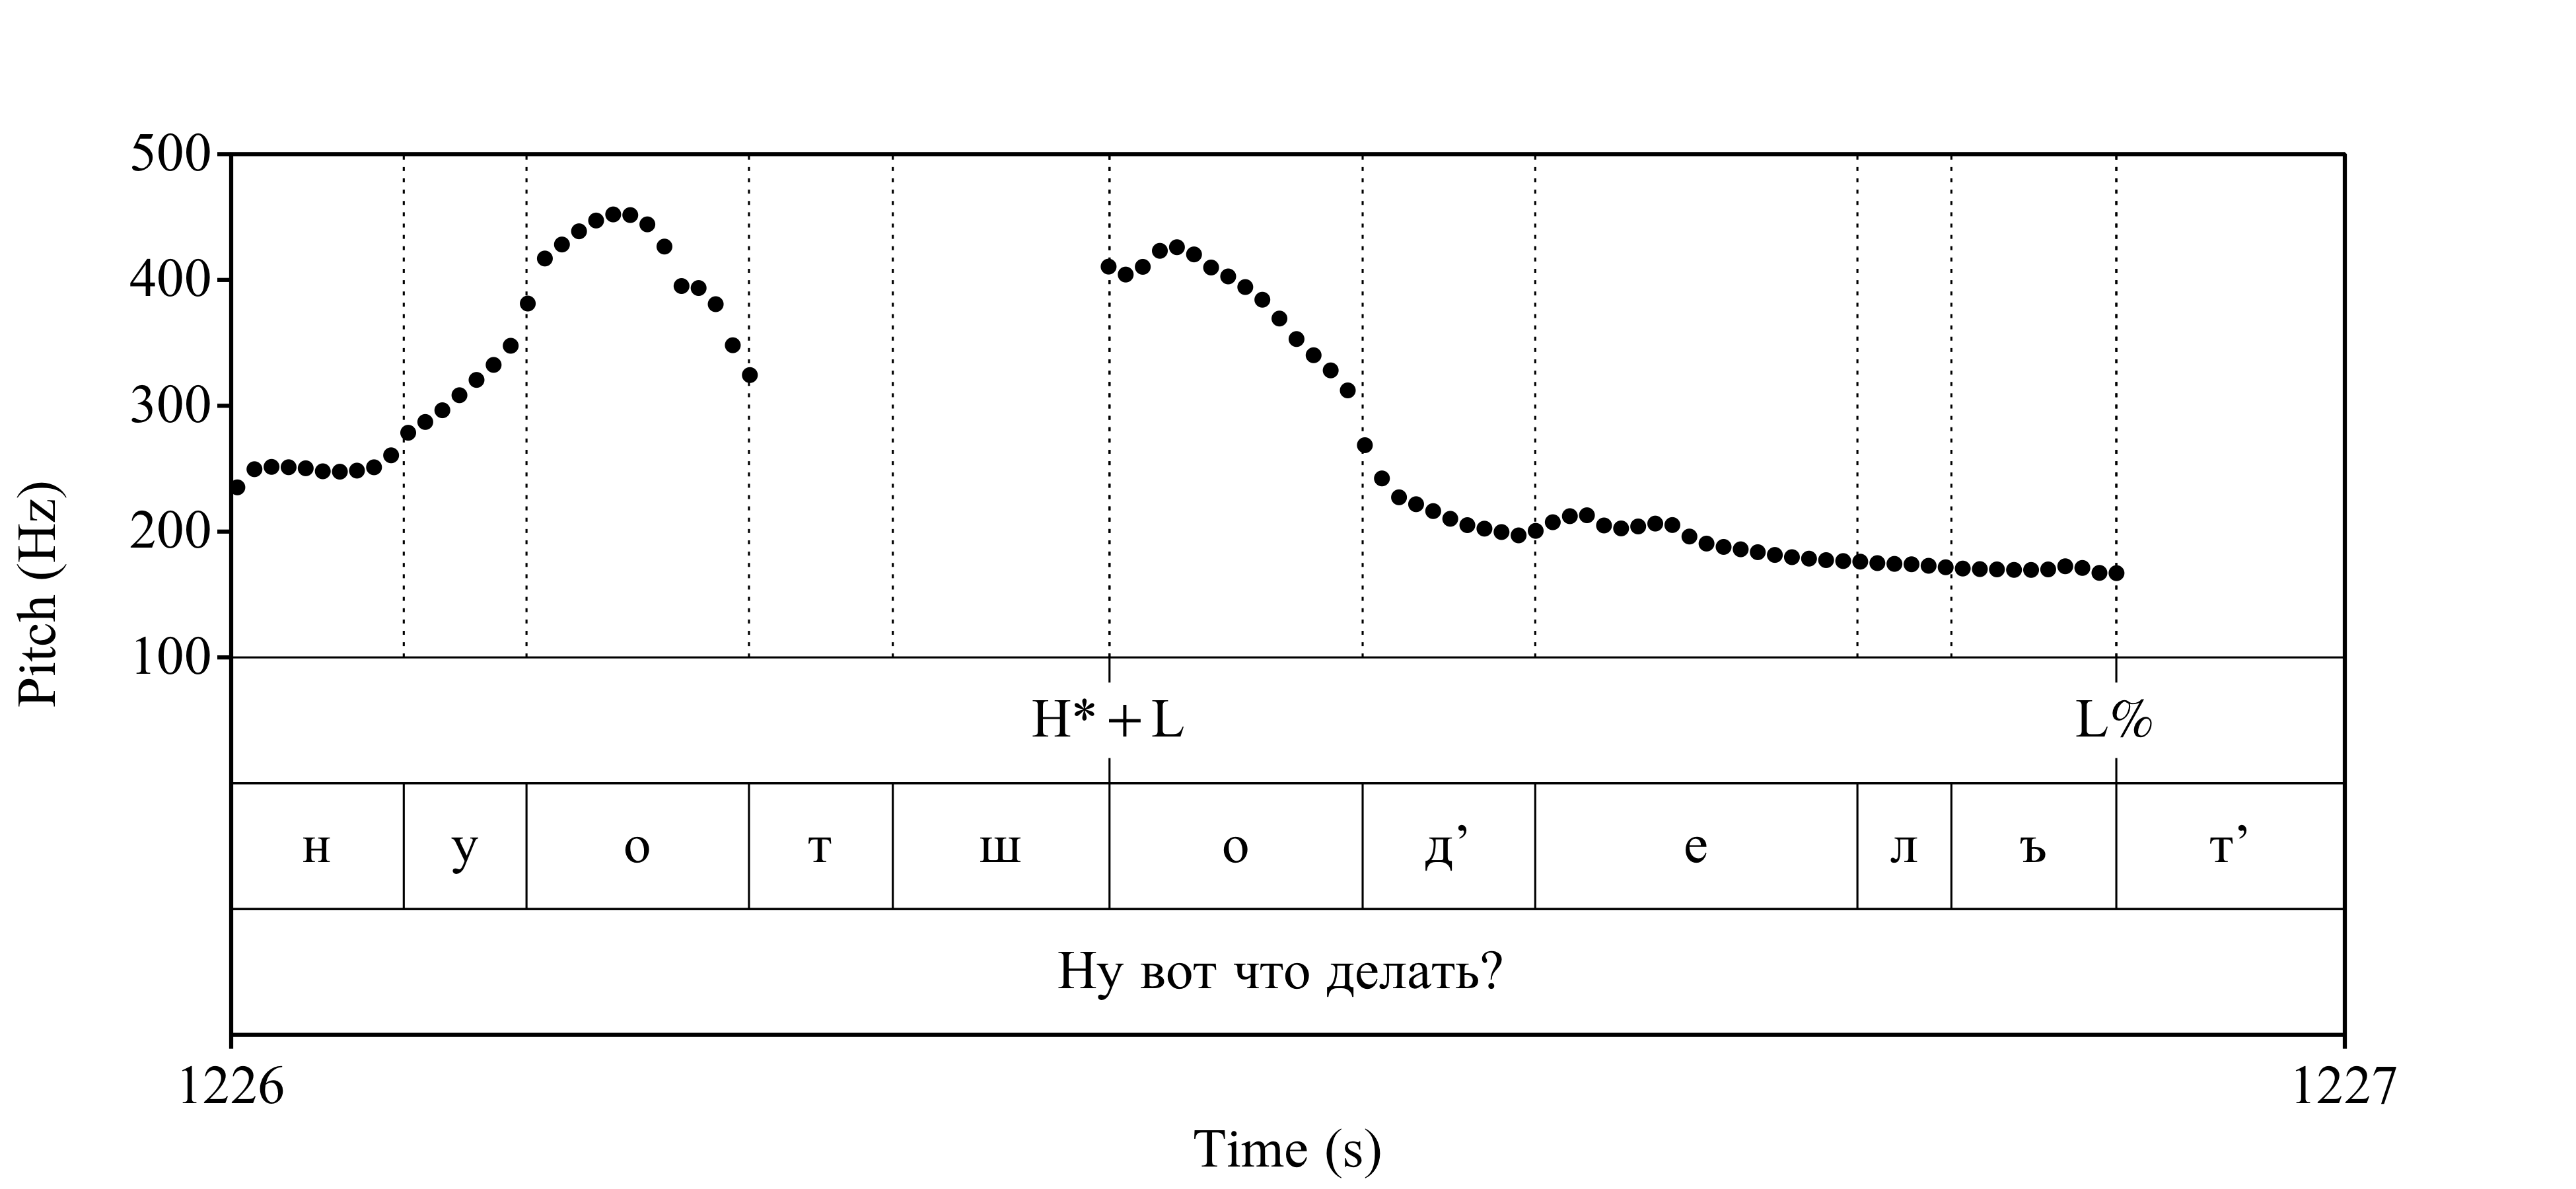 500
400
300
200
100
Pitch (Hz)
H*+L L%
н у о т ш о д’ е л ъ т’
Ну вот что делать?
1226 1227
Time (s)